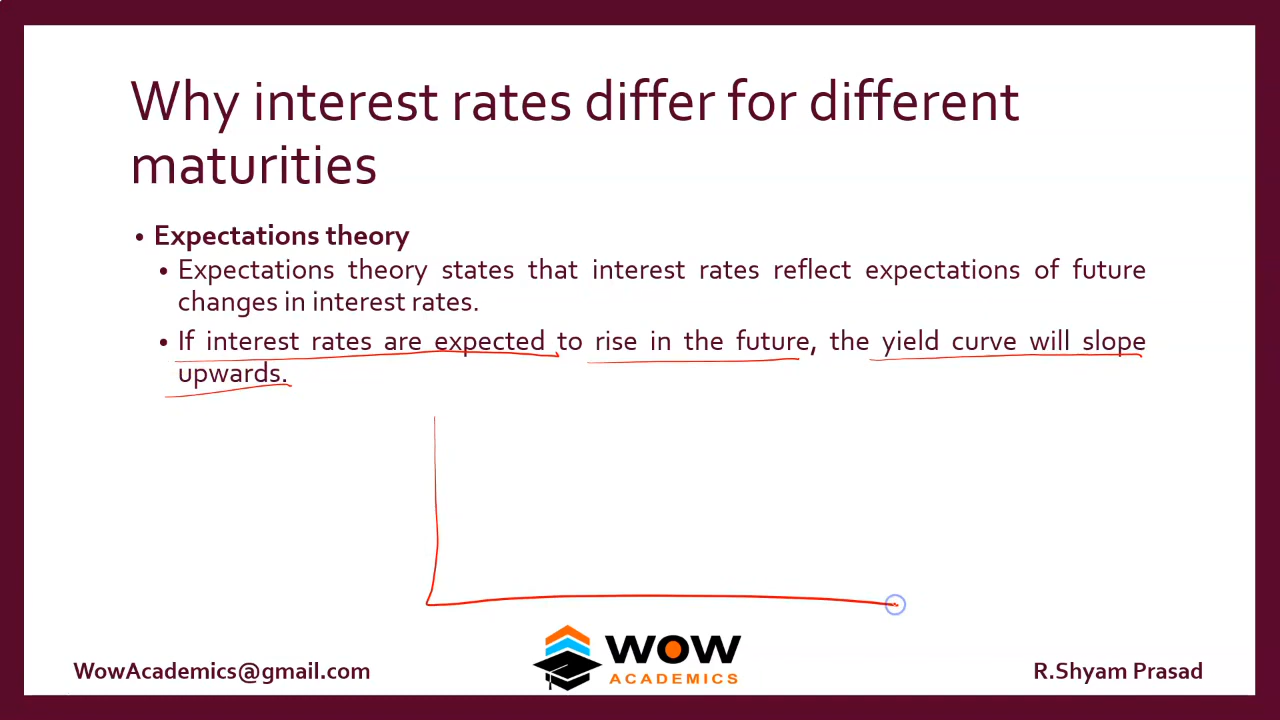 Why interest rates differ for different
maturities
• Expectations theory
• Expectations theory states that interest rates reflect expectations of future
changes in interest rates.
• If interest rates are expected to rise in the future, the yield curve will slope
upwards.
WowAcademics@gmail.com
WOW
ACADEMICS
R.Shyam Prasad